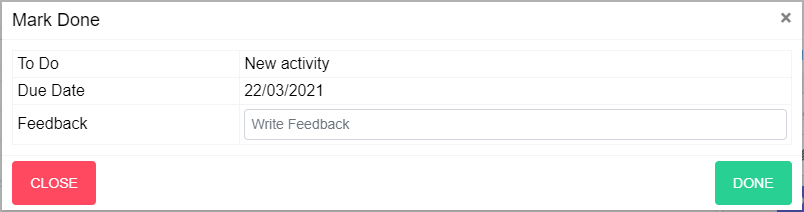 Mark Done ×
To Do New activity
Due Date 22/03/2021
Feedback Write Feedback
CLOSE DONE